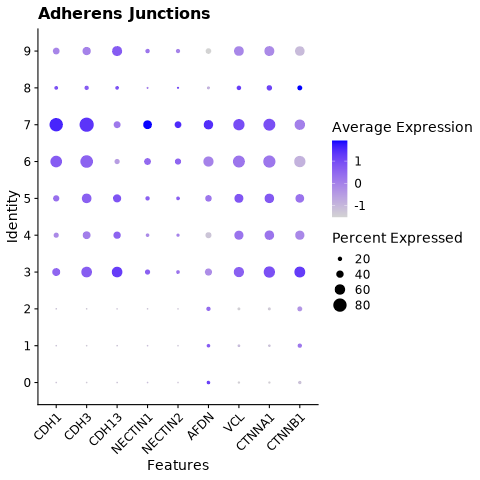 Adherens Junctions
Identity
9
8
7
6
5
4
3
2
1
0
CDH1
CDH3
CDH13
NECTIN1
NECTIN2
AFDN
VCL
CTNNA1
CTNNB1
Features
Average Expression
1
0
-1
Percent Expressed
20
40
60
80